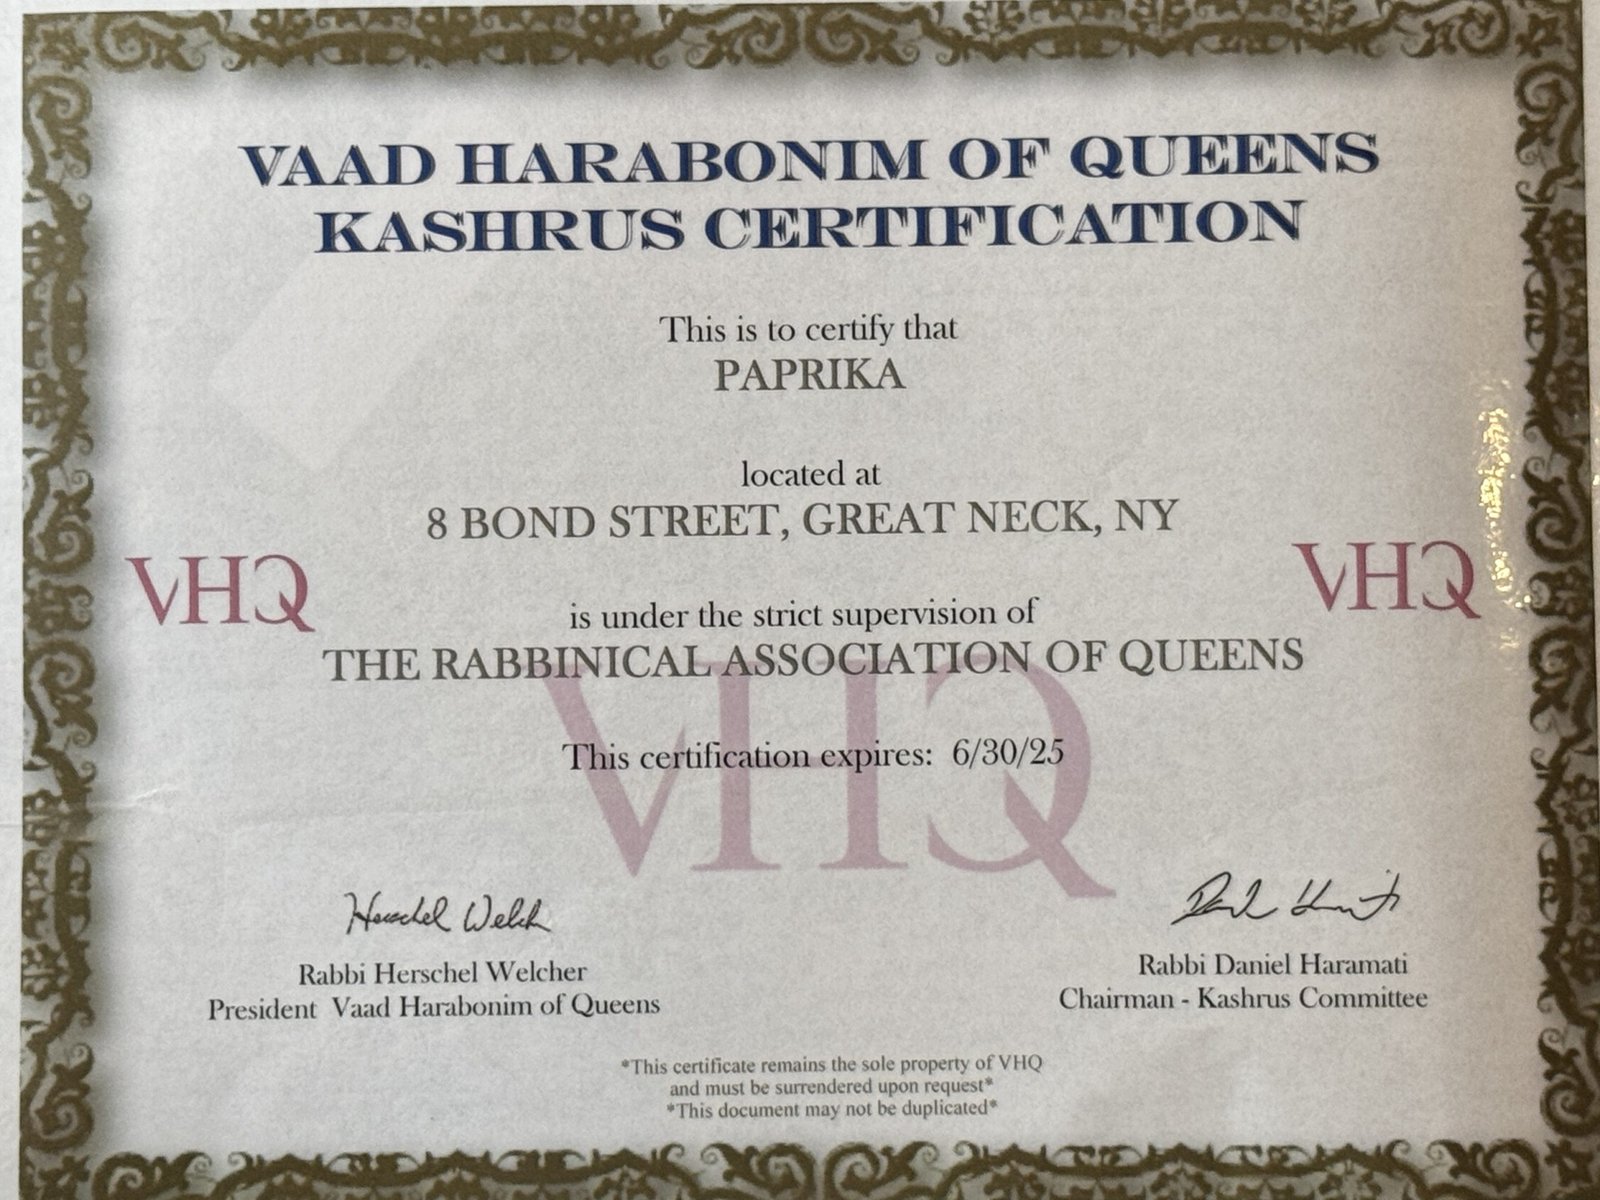 VAAD HARABONIM OF QUEENS
KASHRUS CERTIFICATION
This is to certify that
PAPRIKA
located at
8 BOND STREET, GREAT NECK, NY
VHQ
VHQ
is under the strict supervision of
THE RABBINICAL ASSOCIATION OF QUEENS
VHQ
This certification expires: 6/30/25
Herschel Welch
Rabbi Herschel Welcher
President Vaad Harabonim of Queens
Rabbi Daniel Haramati
Chairman - Kashrus Committee
*This certificate remains the sole property of VHQ
and must be surrendered upon request*
*This document may not be duplicated*